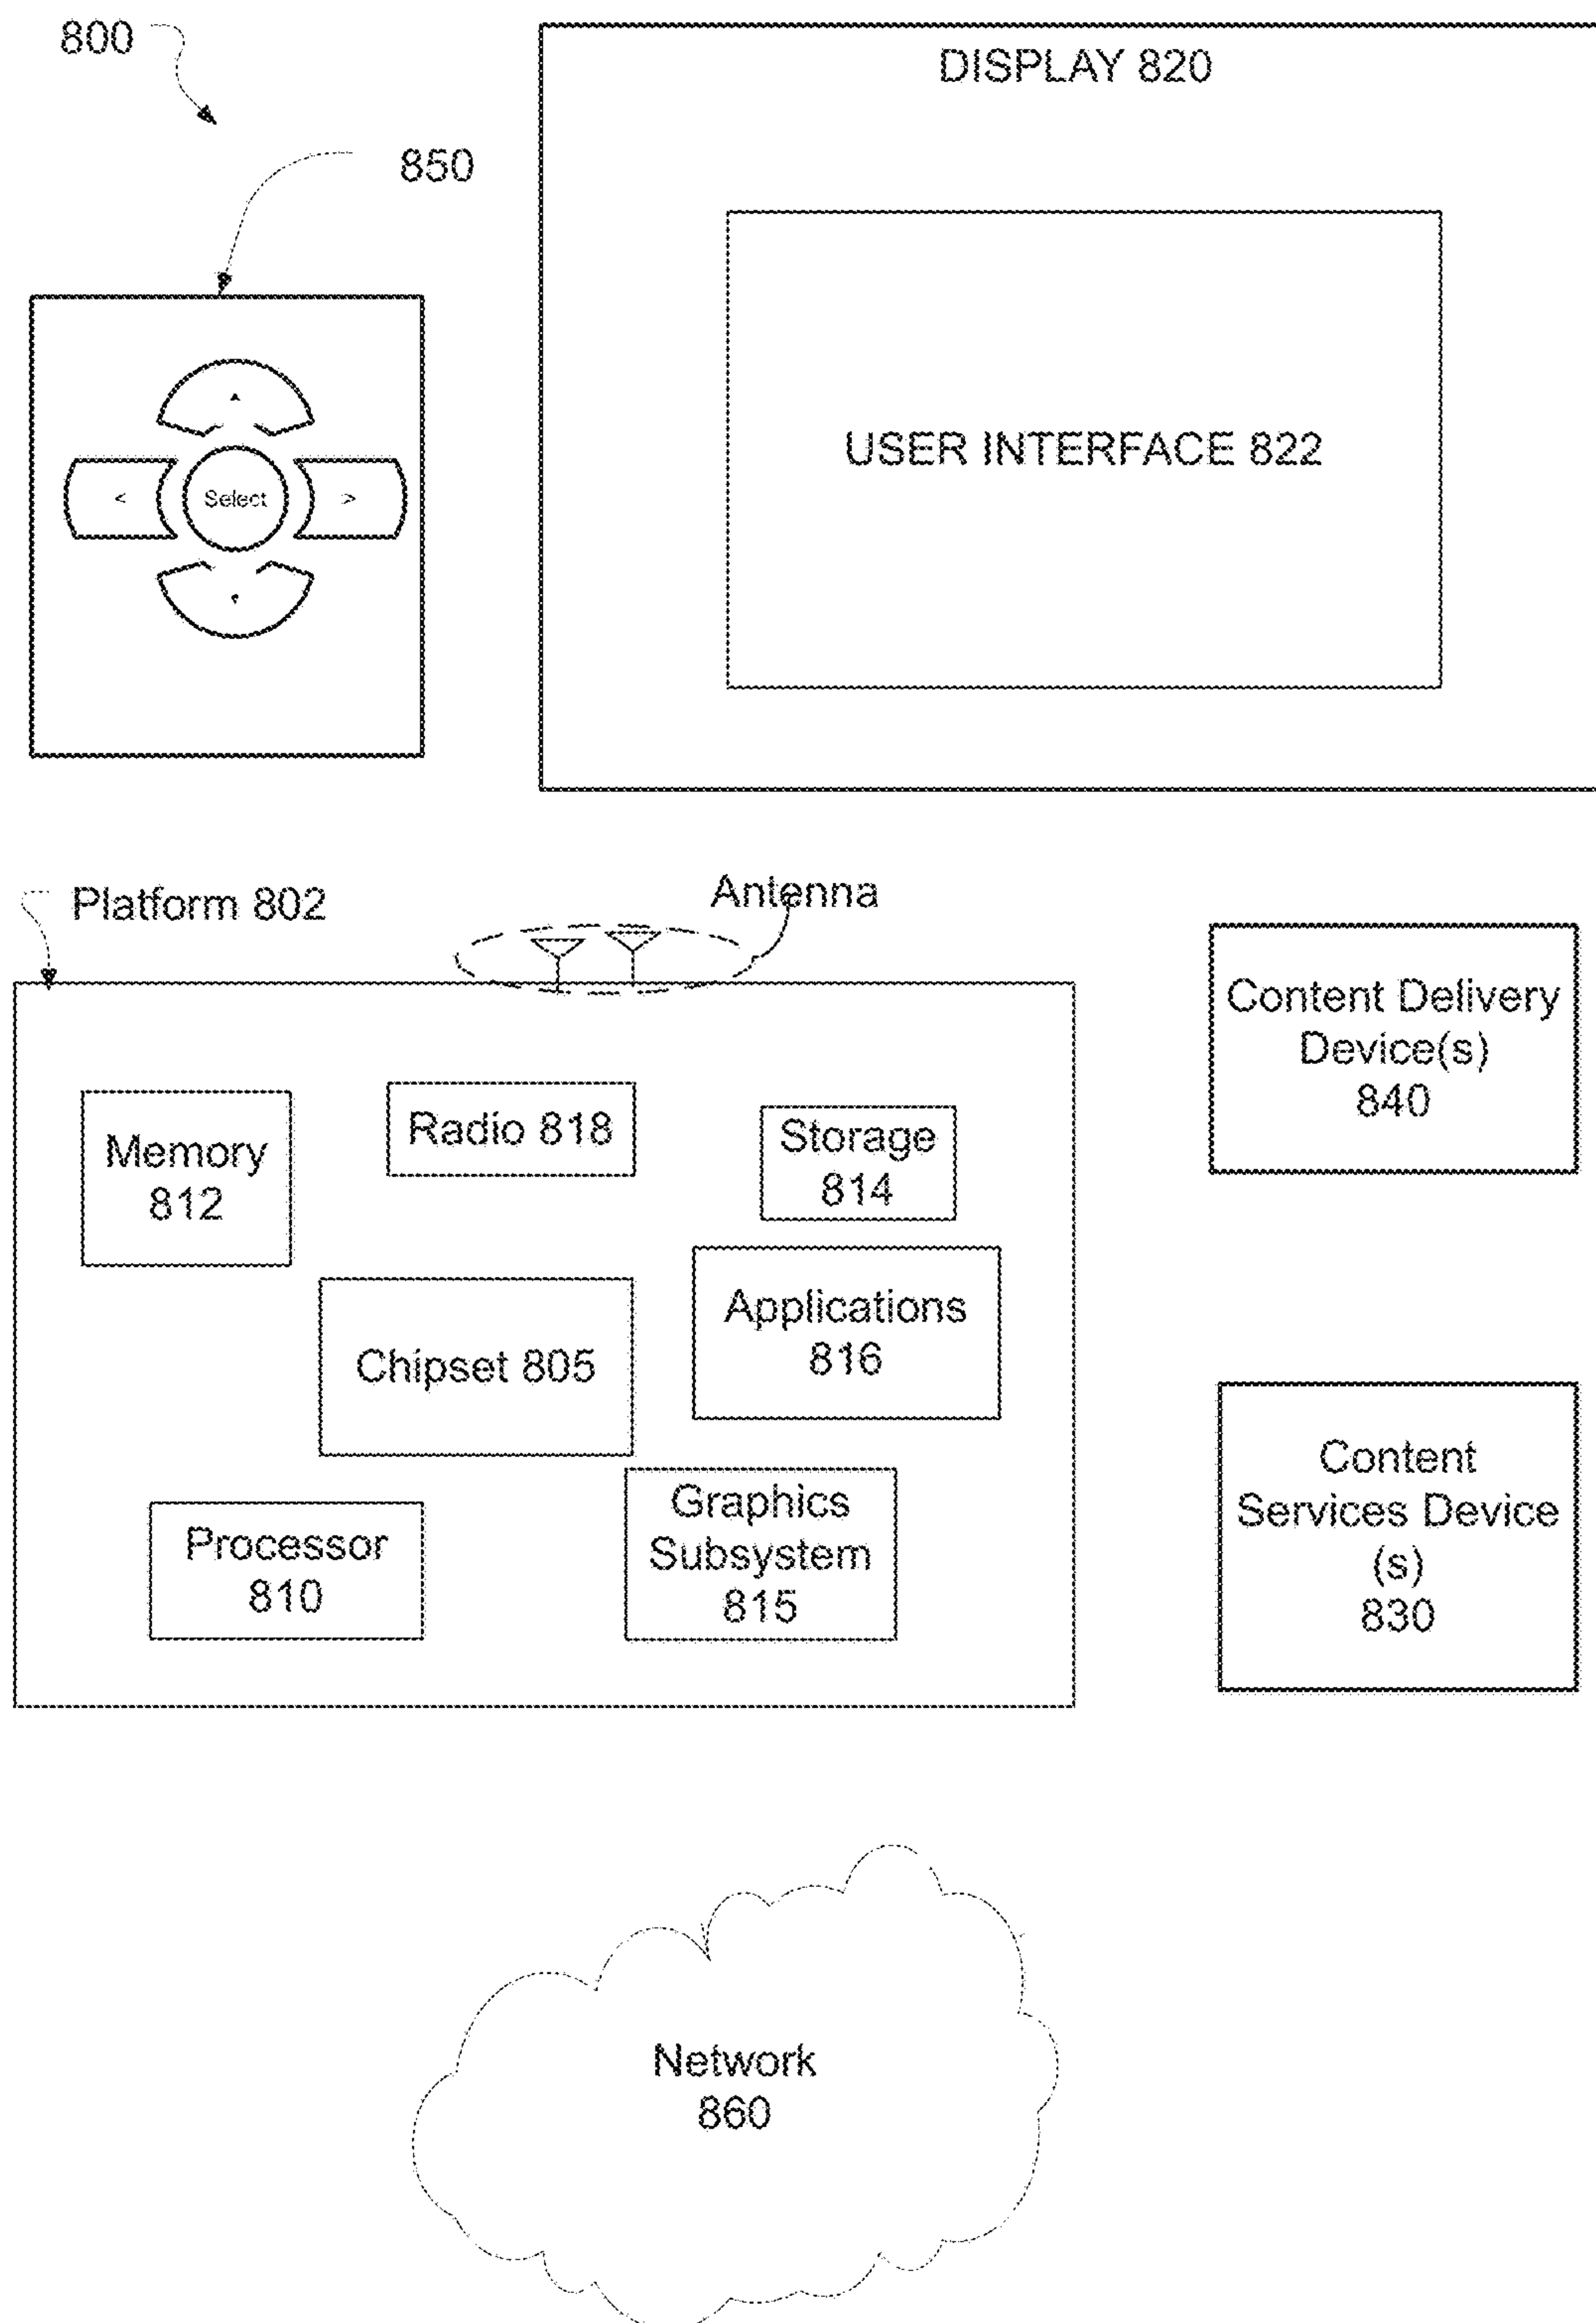 800
DISPLAY 820
850
USER INTERFACE 822
<
Select
>
Platform 802
Antenna
Content Delivery
Device(s)
840
Memory
812
Radio 818
Storage
814
Chipset 805
Applications
816
Processor
810
Graphics
Subsystem
815
Content
Services Device
(s)
830
Network
860